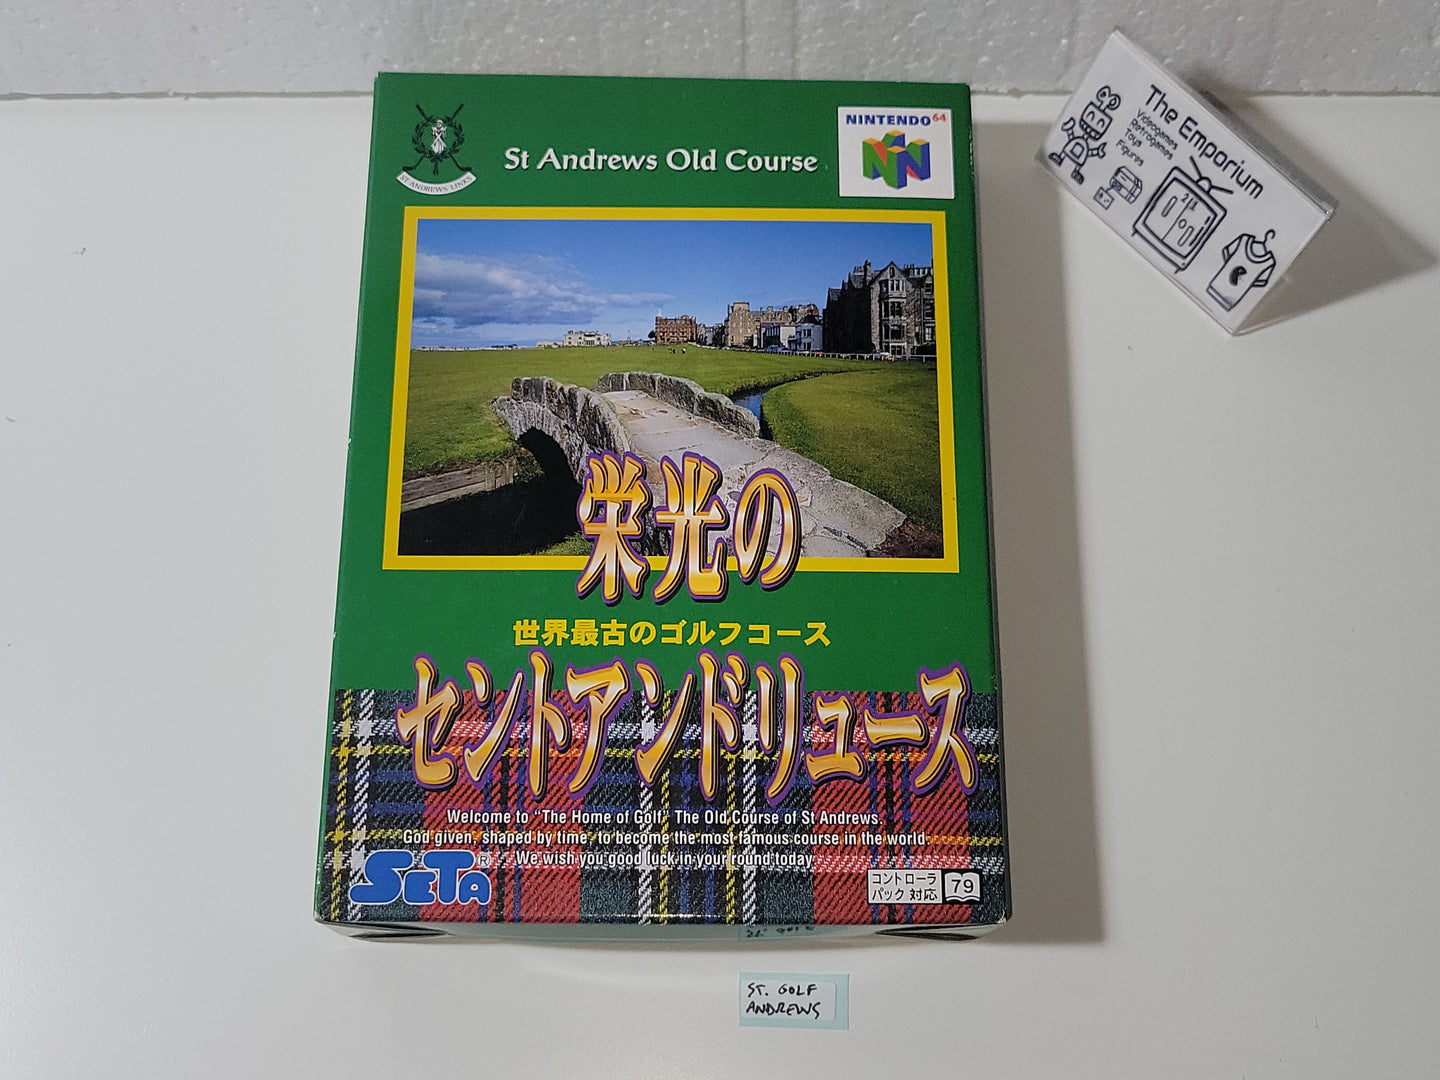 St Andrews Old Course
NINTENDO 64
ST ANDREWS LINKS
栄光の
世界最古のゴルフコース
セントアンドリュース
Welcome to "The Home of Golf" The Old Course of St Andrews.
God given, shaped by time, to become the most famous course in the world.
We wish you good luck in your round today.
SETA®
コントローラ
パック 対応
79
The Emporium
Videogames
Retrogames
Toys
Figures
ST. GOLF
ANDREWS